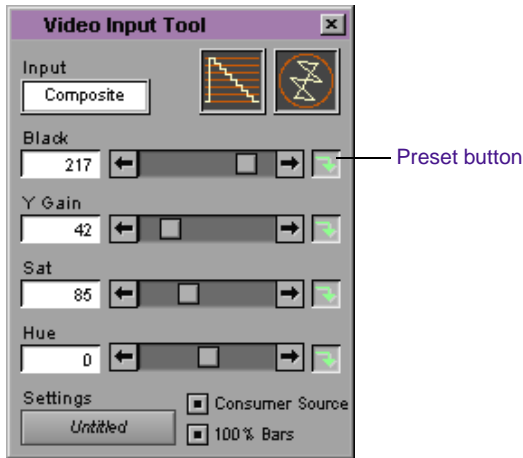 Video Input Tool
Input
Composite
Black
217
Preset button
Y Gain
42
Sat
85
Hue
0
Settings
Untitled
Consumer Source
100% Bars